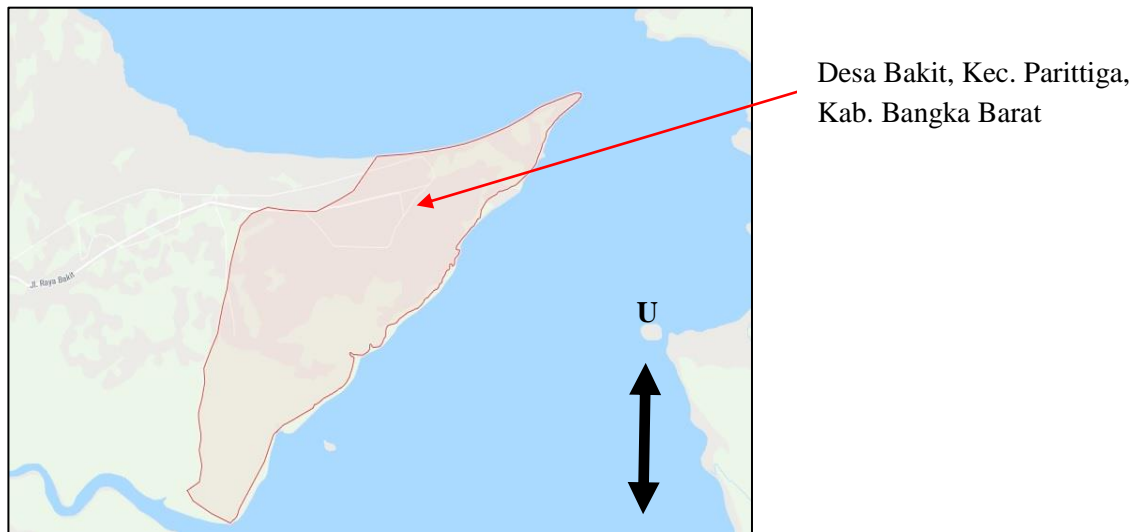 Desa Bakit, Kec. Parittiga,
Kab. Bangka Barat
Jl. Raya Bakit
U